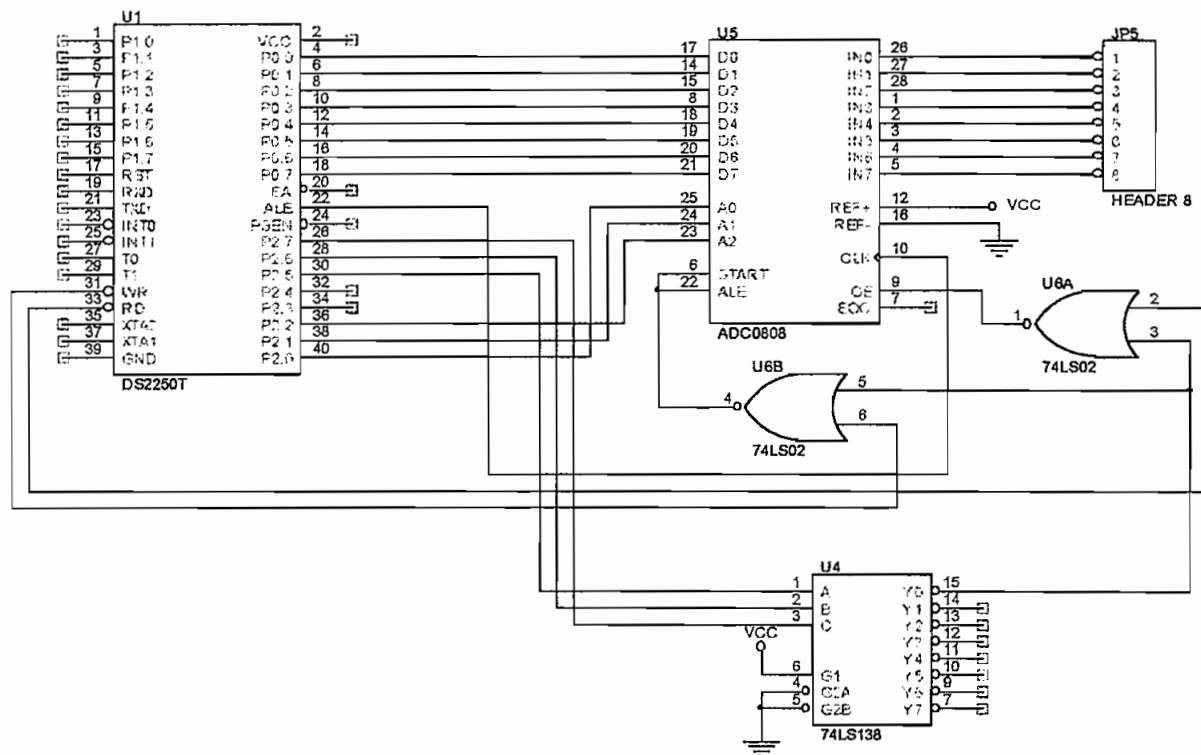 U1
1 P1.0 VCC 2
3 P1.1 P0.0 4
5 P1.2 P0.1 6
7 P1.3 P0.2 8
9 P1.4 P0.3 10
11 P1.5 P0.4 12
13 P1.6 P0.5 14
15 P1.7 P0.6 16
17 RST P0.7 18
19 RXD EA 20
21 TXD ALE 22
23 INT0 PSEN 24
25 INT1 P2.7 26
27 T0 P2.6 28
29 T1 P2.5 30
31 WR P2.4 32
33 RD P2.3 34
35 P2.2 36
37 XTA1 P2.1 38
39 GND P2.0 40
DS2250T
U5
17 D0 IN0 26
14 D1 IN1 27
15 D2 IN2 28
8 D3 IN3 1
18 D4 IN4 2
19 D5 IN5 3
20 D6 IN6 4
21 D7 IN7 5
25 A0 REF+ 12
24 A1 REF- 16
23 A2
CLK 10
6 START
22 ALE OE 9
EOC 7
ADC0808
JP5
1
2
3
4
5
6
7
8
HEADER 8
VCC
U6A
1 2
3
74LS02
U6B
4 5
6
74LS02
U4
1 A Y0 15
2 B Y1 14
3 C Y2 13
Y3 12
VCC
Y4 11
6 G1 Y5 10
4 G2A Y6 9
5 G2B Y7 7
74LS138